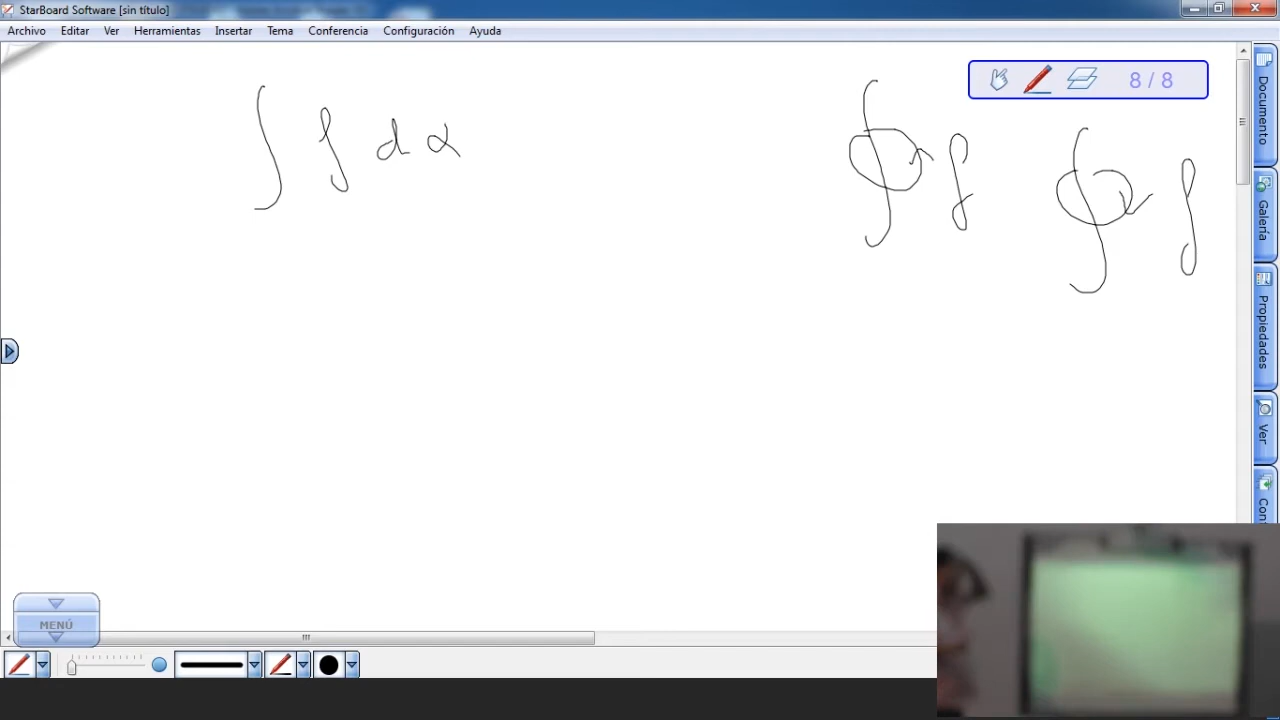 StarBoard Software [sin título]
Archivo Editar Ver Herramientas Insertar Tema Conferencia Configuración Ayuda
8 / 8
∫ f dα
∮ f
∮ f
Documento
Galería
Propiedades
Ver
MENÚ